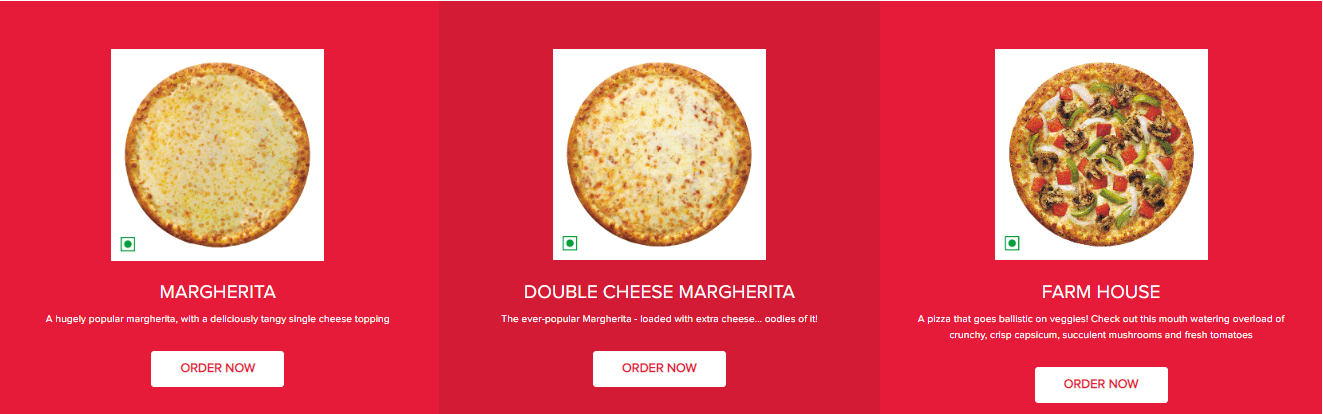 MARGHERITA
A hugely popular margherita, with a deliciously tangy single cheese topping
ORDER NOW
DOUBLE CHEESE MARGHERITA
The ever-popular Margherita - loaded with extra cheese... oodies of it!
ORDER NOW
FARM HOUSE
A pizza that goes ballistic on veggies! Check out this mouth watering overload of
crunchy, crisp capsicum, succulent mushrooms and fresh tomatoes
ORDER NOW